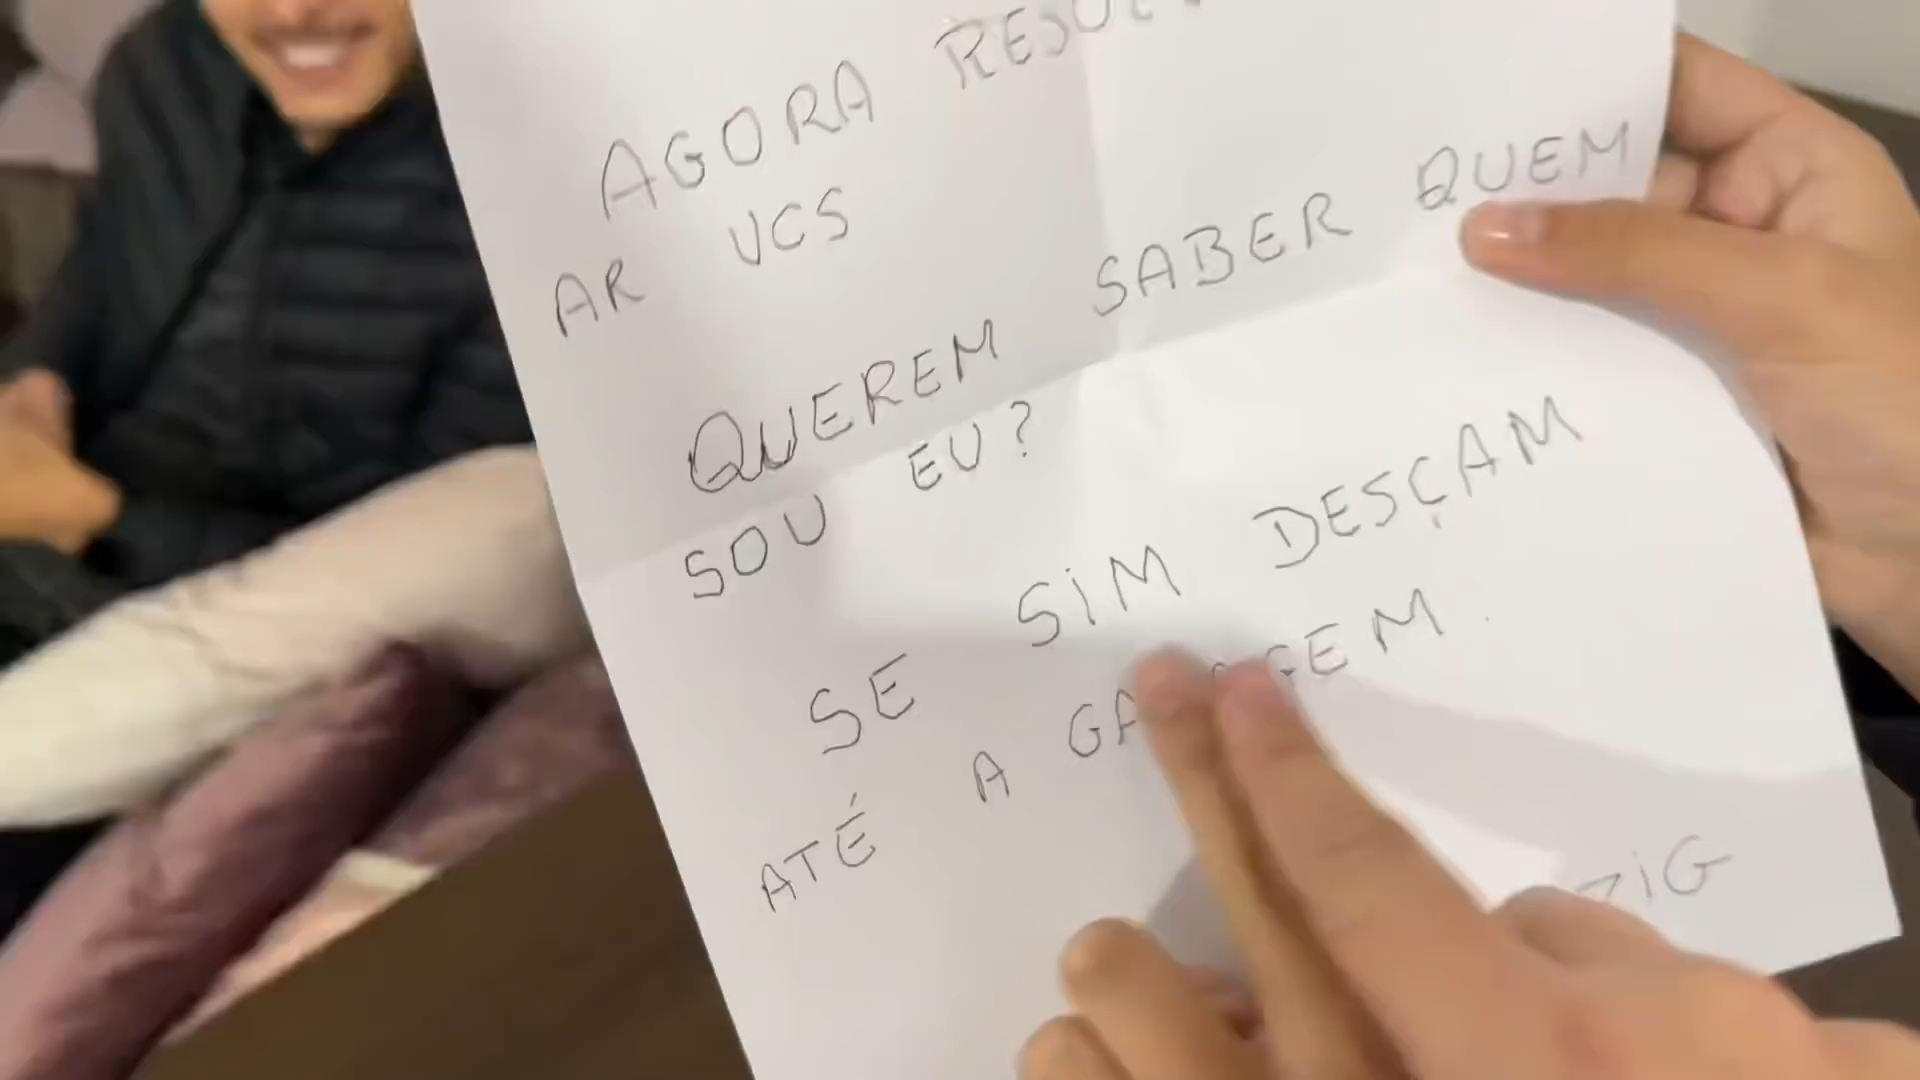 AGORA
AR VCS
QUEREM SABER QUEM
SOU EU?
SE SIM DESÇAM
ATÉ A